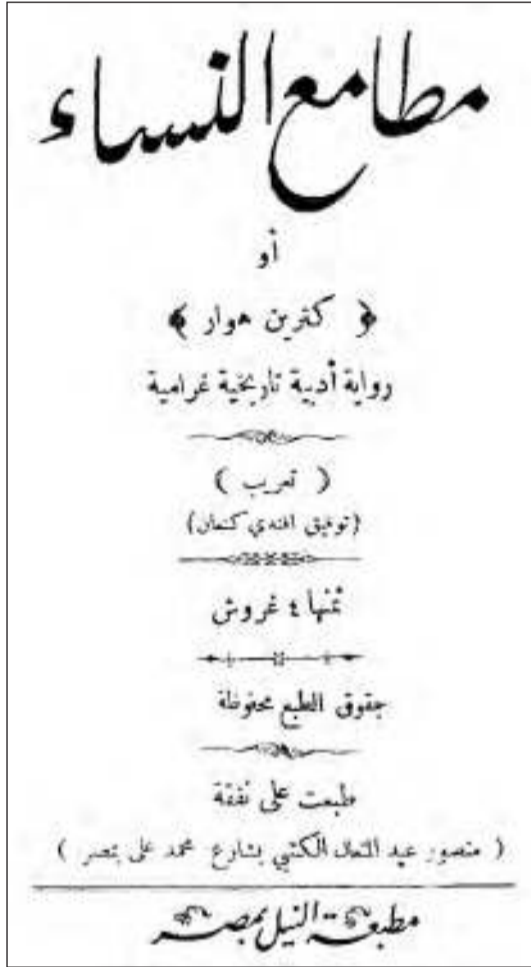 مطامع النساء
أو
﴿ كترين هوار ﴾
رواية أدبية تاريخية غرامية
( تعريب )
(توفيق افندي كنعان)
ثمنها ٤ غروش
حقوق الطبع محفوظة
طبعت على نفقة
( منصور عبد المتعال الكتبي بشارع محمد على بمصر )
مطبعة النيل بمصر